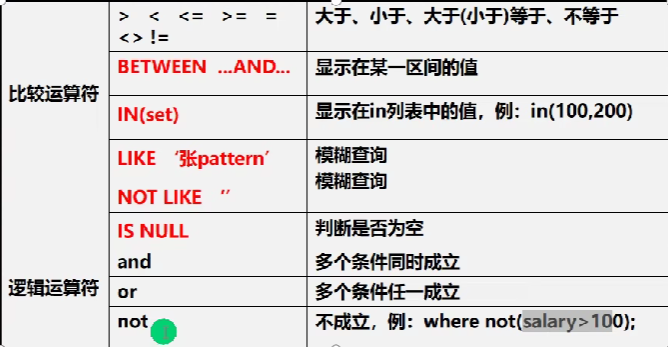 比较运算符
> < <= >= =
<> !=
大于、小于、大于(小于)等于、不等于
BETWEEN ...AND...
显示在某一区间的值
IN(set)
显示在in列表中的值，例：in(100,200)
LIKE ‘张pattern’
NOT LIKE ‘’
模糊查询
模糊查询
IS NULL
判断是否为空
逻辑运算符
and
多个条件同时成立
or
多个条件任一成立
not
不成立，例：where not(salary>100);